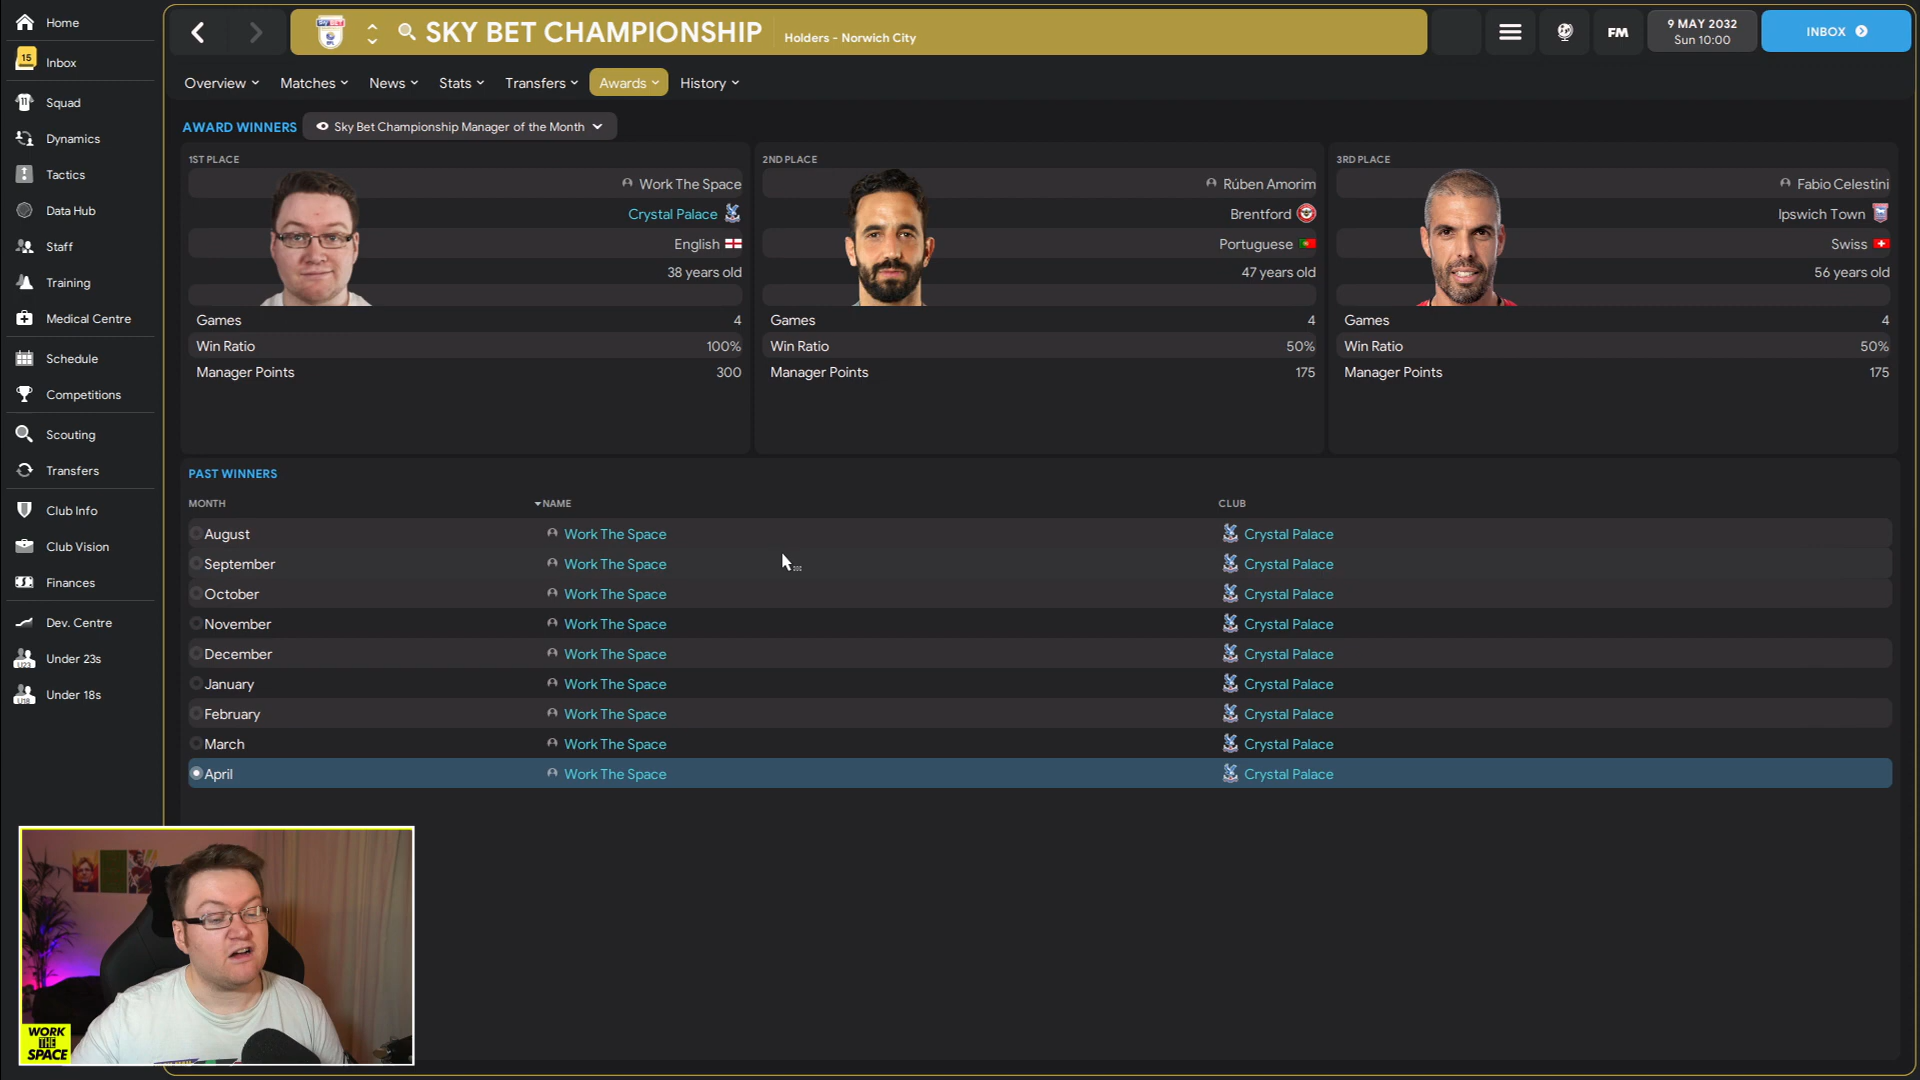 Home
15
Inbox
Squad
Dynamics
Tactics
Data Hub
Staff
Training
Medical Centre
Schedule
Competitions
Scouting
Transfers
Club Info
Club Vision
Finances
Dev. Centre
Under 23s
Under 18s
SKY BET CHAMPIONSHIP
Holders - Norwich City
FM
9 MAY 2032
Sun 10:00
INBOX
Overview
Matches
News
Stats
Transfers
Awards
History
AWARD WINNERS
Sky Bet Championship Manager of the Month
1ST PLACE
Work The Space
Crystal Palace
English
38 years old
Games 4
Win Ratio 100%
Manager Points 300
2ND PLACE
Rúben Amorim
Brentford
Portuguese
47 years old
Games 4
Win Ratio 50%
Manager Points 175
3RD PLACE
Fabio Celestini
Ipswich Town
Swiss
56 years old
Games 4
Win Ratio 50%
Manager Points 175
PAST WINNERS
MONTH NAME CLUB
August Work The Space Crystal Palace
September Work The Space Crystal Palace
October Work The Space Crystal Palace
November Work The Space Crystal Palace
December Work The Space Crystal Palace
January Work The Space Crystal Palace
February Work The Space Crystal Palace
March Work The Space Crystal Palace
April Work The Space Crystal Palace
WORK
THE
SPACE